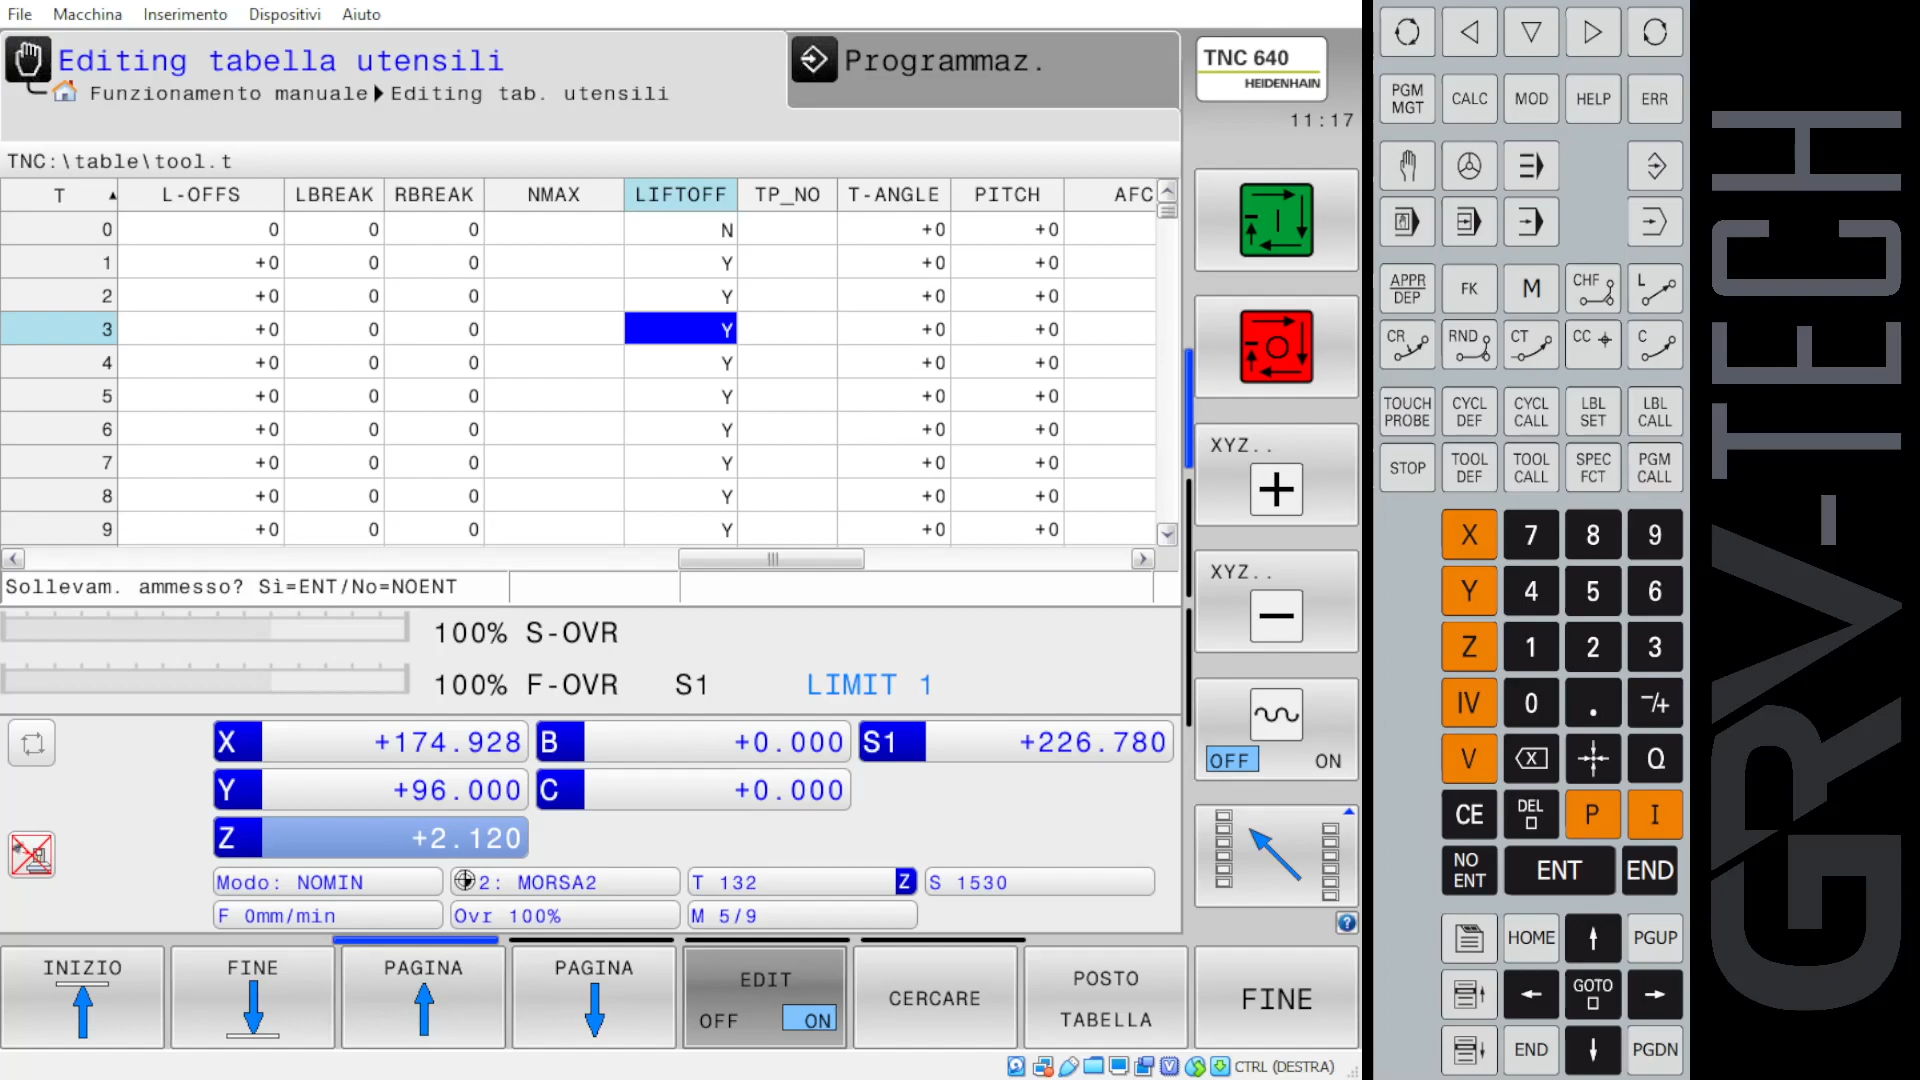 File Macchina Inserimento Dispositivi Aiuto
Editing tabella utensili
Funzionamento manuale Editing tab. utensili
Programmaz.
TNC 640
HEIDENHAIN
11:17
TNC:\table\tool.t
T L-OFFS LBREAK RBREAK NMAX LIFTOFF TP_NO T-ANGLE PITCH AFC
0 0 0 0 N +0 +0
1 +0 0 0 Y +0 +0
2 +0 0 0 Y +0 +0
3 +0 0 0 Y +0 +0
4 +0 0 0 Y +0 +0
5 +0 0 0 Y +0 +0
6 +0 0 0 Y +0 +0
7 +0 0 0 Y +0 +0
8 +0 0 0 Y +0 +0
9 +0 0 0 Y +0 +0
Sollevam. ammesso? Sì=ENT/No=NOENT
100% S-OVR
100% F-OVR S1 LIMIT 1
X +174.928 B +0.000 S1 +226.780
Y +96.000 C +0.000
Z +2.120
Modo: NOMIN 2: MORSA2 T 132 Z S 1530
F 0mm/min Ovr 100% M 5/9
XYZ..
XYZ..
OFF ON
INIZIO
FINE
PAGINA
PAGINA
EDIT
OFF ON
CERCARE
POSTO
TABELLA
FINE
CTRL (DESTRA)
PGM
MGT
CALC MOD HELP ERR
APPR
DEP
FK M CHF L
CR RND CT CC C
TOUCH
PROBE
CYCL
DEF
CYCL
CALL
LBL
SET
LBL
CALL
STOP
TOOL
DEF
TOOL
CALL
SPEC
FCT
PGM
CALL
X 7 8 9
Y 4 5 6
Z 1 2 3
IV 0 . -/+
V X Q
CE DEL P I
NO
ENT
ENT END
HOME PGUP
GOTO
END PGDN
GRV-TECH